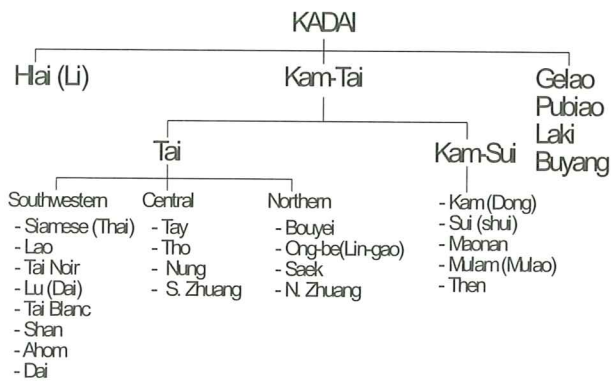 KADAI
Hlai (Li)
Kam-Tai
Gelao
Pubiao
Laki
Buyang
Tai
Kam-Sui
Southwestern
- Siamese (Thai)
- Lao
- Tai Noir
- Lu (Dai)
- Tai Blanc
- Shan
- Ahom
- Dai
Central
- Tay
- Tho
- Nung
- S. Zhuang
Northern
- Bouyei
- Ong-be(Lin-gao)
- Saek
- N. Zhuang
- Kam (Dong)
- Sui (shui)
- Maonan
- Mulam (Mulao)
- Then